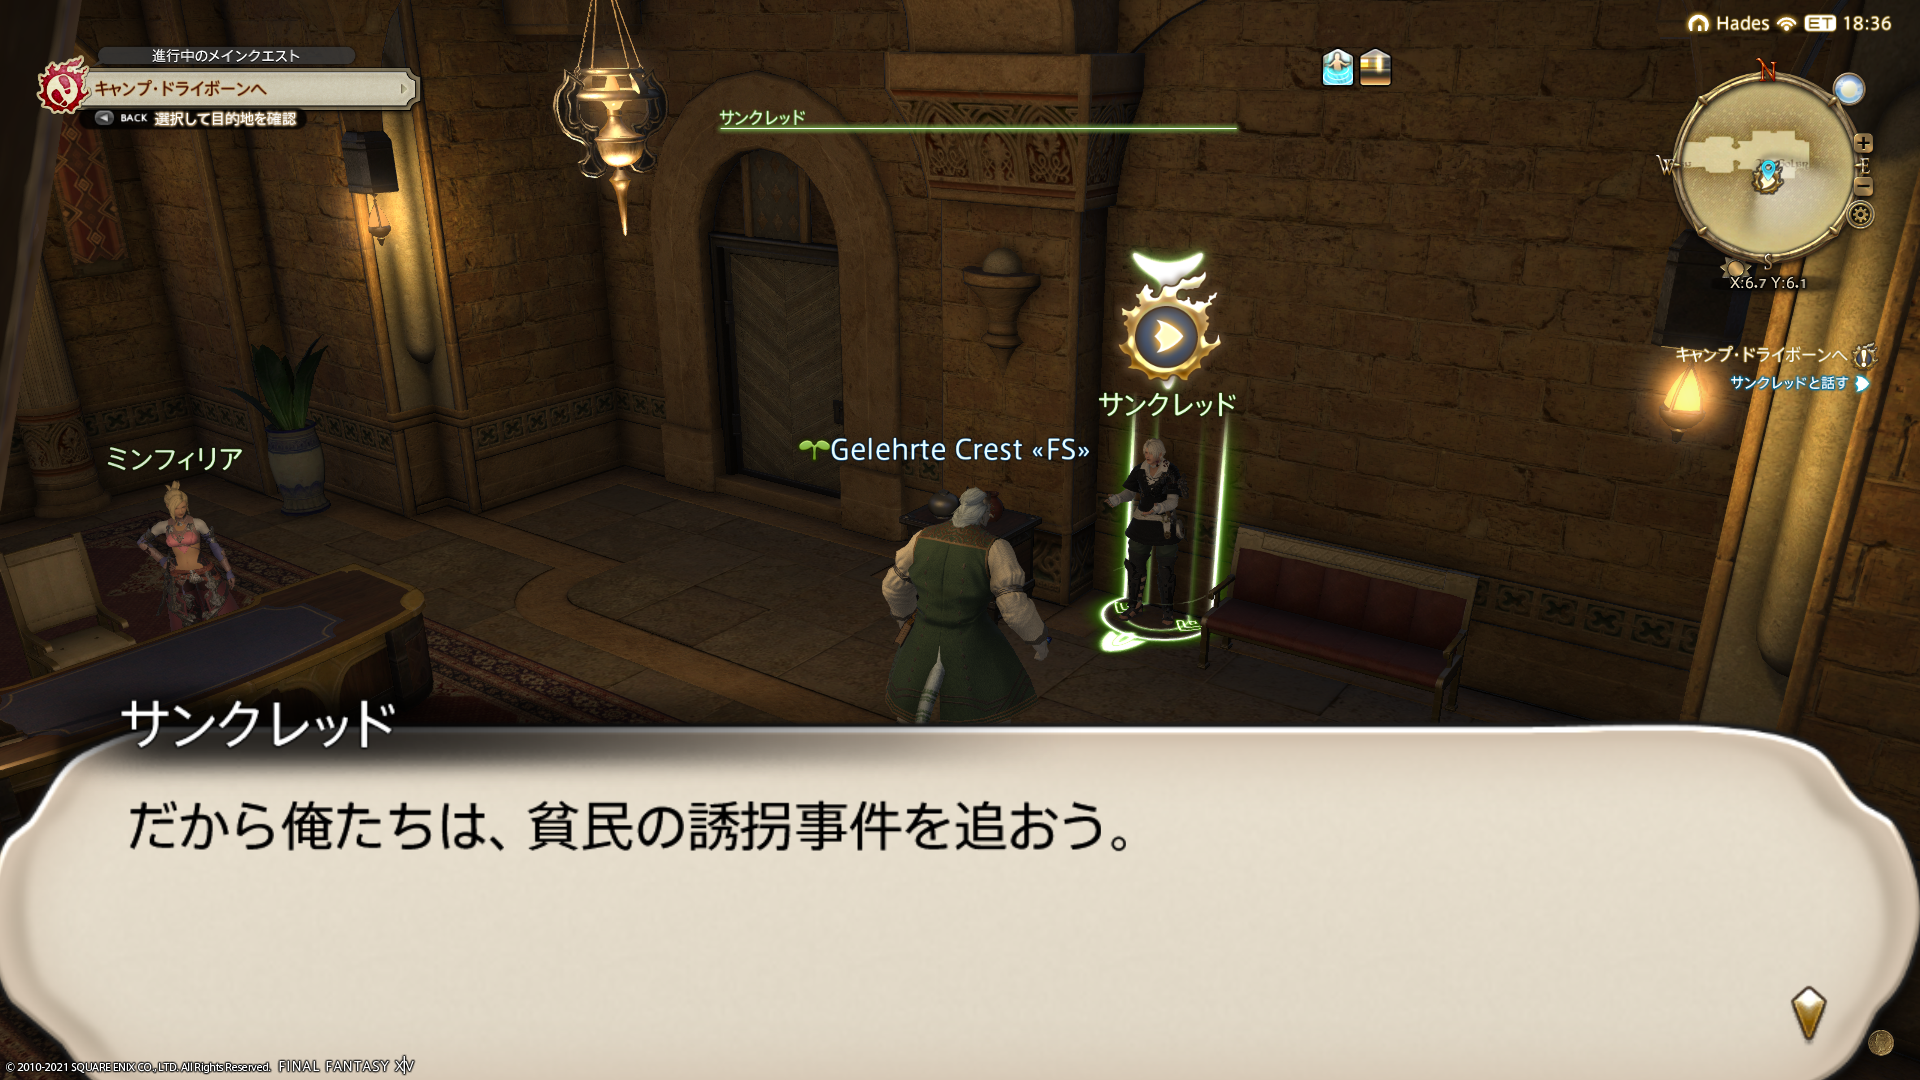 Hades ET 18:36
進行中のメインクエスト
キャンプ・ドライボーンへ
BACK 選択して目的地を確認
サンクレッド
N
W
E
S
X:6.7 Y:6.1
キャンプ・ドライボーンへ
サンクレッドと話す
サンクレッド
Gelehrte Crest «FS»
ミンフィリア
サンクレッド
だから俺たちは、貧民の誘拐事件を追おう。
© 2010-2021 SQUARE ENIX CO., LTD. All Rights Reserved. FINAL FANTASY XIV